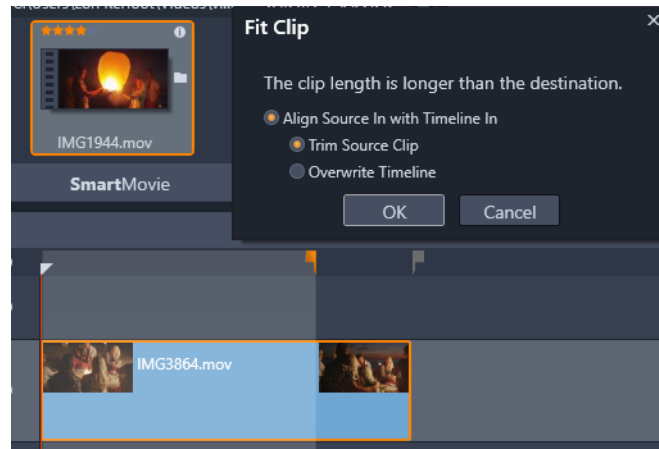 Fit Clip
The clip length is longer than the destination.
Align Source In with Timeline In
Trim Source Clip
Overwrite Timeline
OK Cancel
IMG1944.mov
SmartMovie
IMG3864.mov